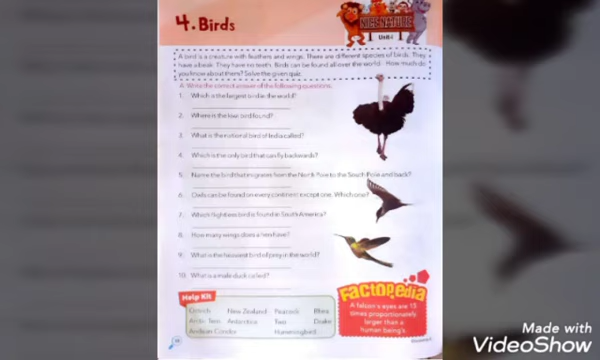 4. Birds
NICE NATURE
Unit-I
A bird is a creature with feathers and wings. There are different species of birds. They
have a beak. They have no teeth. Birds can be found all over the world. How much do
you know about them? Solve the given quiz.
A. Write the correct answer of the following questions.
1. Which is the largest bird in the world?
2. Where is the kiwi bird found?
3. What is the national bird of India called?
4. Which is the only bird that can fly backwards?
5. Name the bird that migrates from the North Pole to the South Pole and back?
6. Owls can be found on every continent except one. Which one?
7. Which flightless bird is found in South America?
8. How many wings does a hen have?
9. What is the heaviest bird of prey in the world?
10. What is a male duck called?
Help Kit
Ostrich New Zealand Peacock Rhea
Arctic Tern Antarctica Two Drake
Andean Condor Hummingbird
Factopedia
A falcon's eyes are 15
times proportionately
larger than a
human being's.
Made with
VideoShow